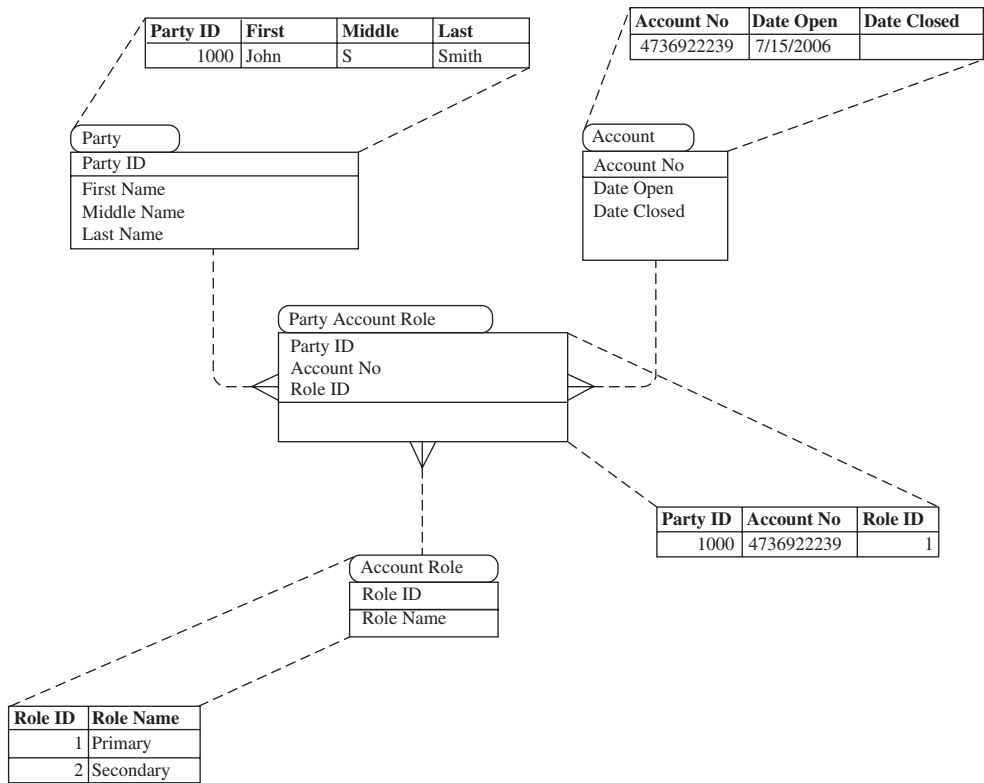 Party ID First Middle Last
1000 John S Smith
Account No Date Open Date Closed
4736922239 7/15/2006
Party
Party ID
First Name
Middle Name
Last Name
Account
Account No
Date Open
Date Closed
Party Account Role
Party ID
Account No
Role ID
Party ID Account No Role ID
1000 4736922239 1
Account Role
Role ID
Role Name
Role ID Role Name
1 Primary
2 Secondary